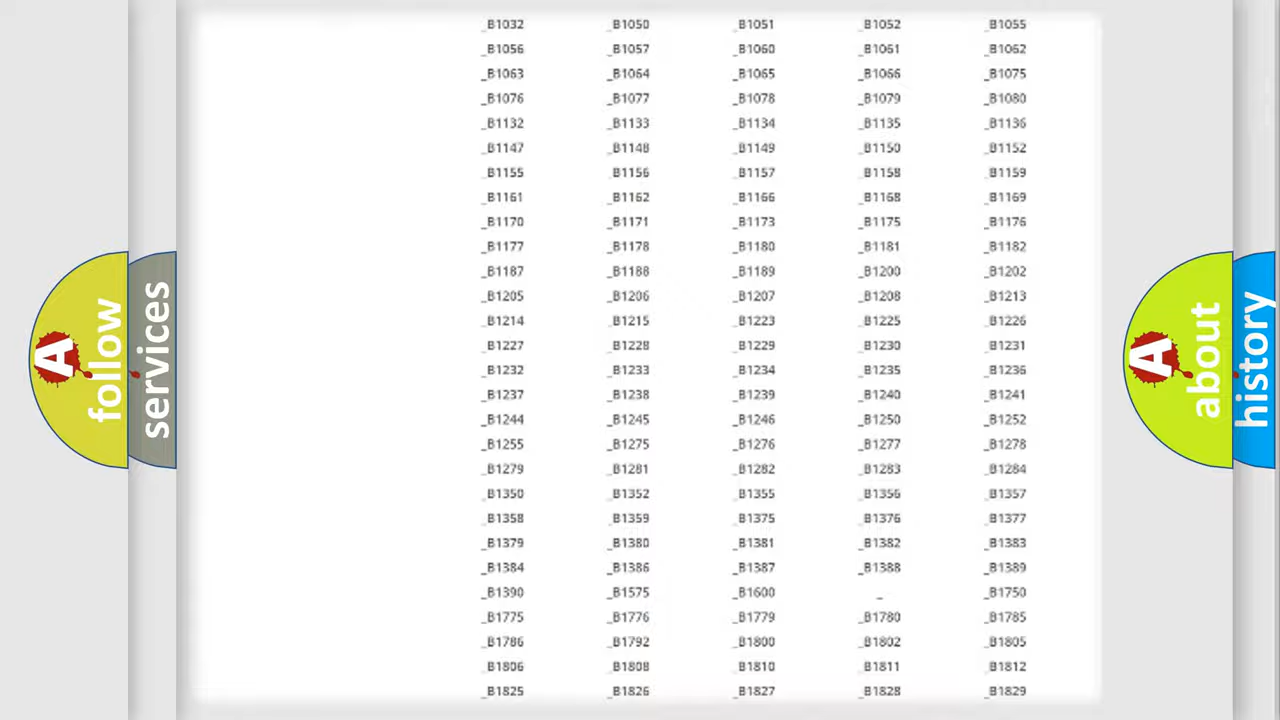 _B1032 _B1050 _B1051 _B1052 _B1055
_B1056 _B1057 _B1060 _B1061 _B1062
_B1063 _B1064 _B1065 _B1066 _B1075
_B1076 _B1077 _B1078 _B1079 _B1080
_B1132 _B1133 _B1134 _B1135 _B1136
_B1147 _B1148 _B1149 _B1150 _B1152
_B1155 _B1156 _B1157 _B1158 _B1159
_B1161 _B1162 _B1166 _B1168 _B1169
_B1170 _B1171 _B1173 _B1175 _B1176
_B1177 _B1178 _B1180 _B1181 _B1182
_B1187 _B1188 _B1189 _B1200 _B1202
_B1205 _B1206 _B1207 _B1208 _B1213
_B1214 _B1215 _B1223 _B1225 _B1226
_B1227 _B1228 _B1229 _B1230 _B1231
_B1232 _B1233 _B1234 _B1235 _B1236
_B1237 _B1238 _B1239 _B1240 _B1241
_B1244 _B1245 _B1246 _B1250 _B1252
_B1255 _B1275 _B1276 _B1277 _B1278
_B1279 _B1281 _B1282 _B1283 _B1284
_B1350 _B1352 _B1355 _B1356 _B1357
_B1358 _B1359 _B1375 _B1376 _B1377
_B1379 _B1380 _B1381 _B1382 _B1383
_B1384 _B1386 _B1387 _B1388 _B1389
_B1390 _B1575 _B1600 _ _B1750
_B1775 _B1776 _B1779 _B1780 _B1785
_B1786 _B1792 _B1800 _B1802 _B1805
_B1806 _B1808 _B1810 _B1811 _B1812
_B1825 _B1826 _B1827 _B1828 _B1829
A
follow
services
A
about
history